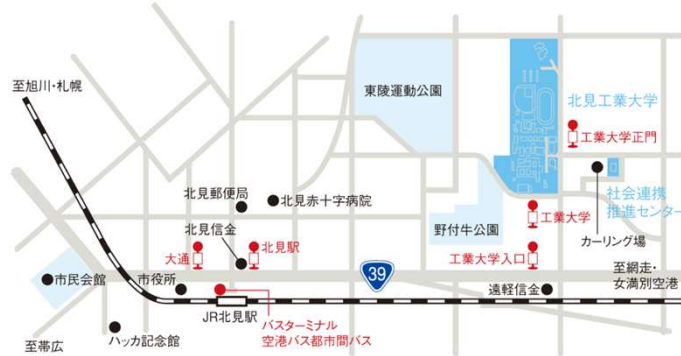 至旭川・札幌
東陵運動公園
北見工業大学
工業大学正門
北見郵便局
北見赤十字病院
社会連携
推進センター
北見信金
野付牛公園
工業大学
カーリング場
大通
北見駅
工業大学入口
39
至網走・
女満別空港
市民会館
市役所
遠軽信金
JR北見駅
バスターミナル
空港バス都市間バス
ハッカ記念館
至帯広